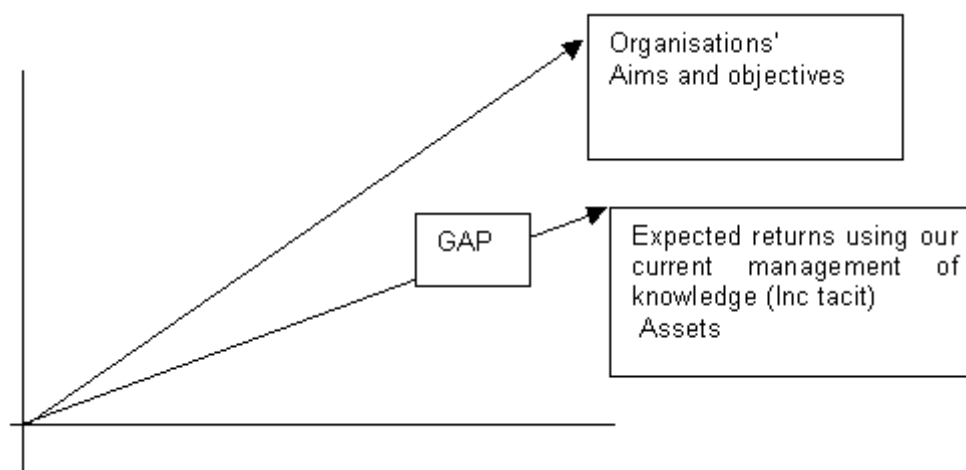 Organisations'
Aims and objectives
GAP
Expected returns using our
current management of
knowledge (Inc tacit)
Assets